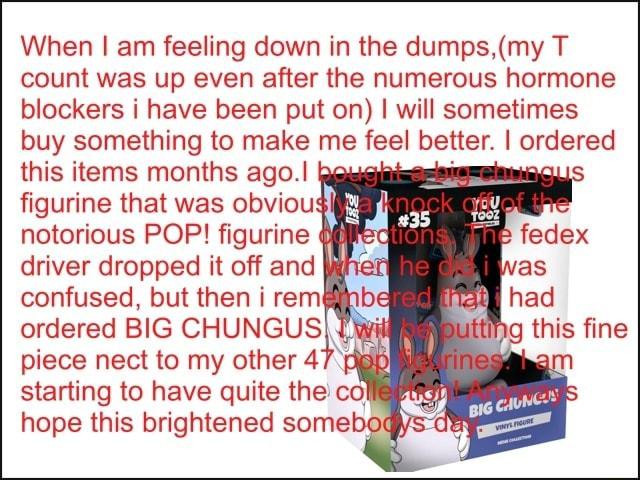 When I am feeling down in the dumps,(my T
count was up even after the numerous hormone
blockers i have been put on) I will sometimes
buy something to make me feel better. I ordered
this items months ago.I bought a big chungus
figurine that was obviously a knock off of the
notorious POP! figurine collections. The fedex
driver dropped it off and when he did i was
confused, but then i remembered that i had
ordered BIG CHUNGUS. I will be putting this fine
piece nect to my other 47 pop figurines. I am
starting to have quite the collection! Anyways
hope this brightened somebodys day.
YOU
TOOZ
#35
YOU
TOOZ
BIG CHUNGUS
VINYL FIGURE
MEME COLLECTION